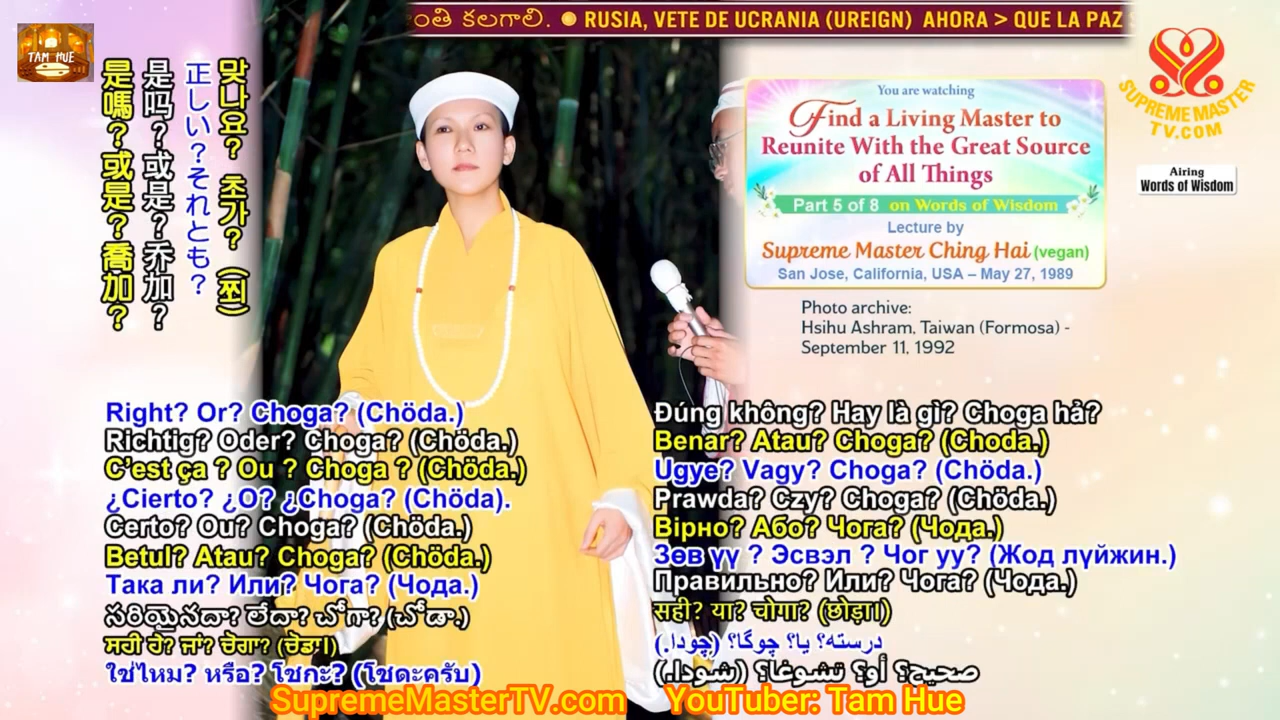 ంతి కలగాలి. RUSIA, VETE DE UCRANIA (UREIGN) AHORA > QUE LA PAZ
TAM HUE
SUPREME MASTER
TV.COM
Airing
Words of Wisdom
You are watching
Find a Living Master to
Reunite With the Great Source
of All Things
Part 5 of 8 on Words of Wisdom
Lecture by
Supreme Master Ching Hai (vegan)
San Jose, California, USA – May 27, 1989
Photo archive:
Hsihu Ashram, Taiwan (Formosa) -
September 11, 1992
맞나요? 초가? (쬐)
正しい？それとも？
是吗？或是？乔加？
是嗎？或是？喬加？
Right? Or? Choga? (Chöda.)
Richtig? Oder? Choga? (Chöda.)
C’est ça ? Ou ? Choga ? (Chöda.)
¿Cierto? ¿O? ¿Choga? (Chöda).
Certo? Ou? Choga? (Chöda.)
Betul? Atau? Choga? (Chöda.)
Така ли? Или? Чога? (Чода.)
సరియైనదా? లేదా? చోగా? (చోడా.)
ਸਹੀ ਹੈ? ਜਾਂ? ਚੋਗਾ? (ਚੋਡਾ।)
ใช่ไหม? หรือ? โชกะ? (โชดะครับ)
Đúng không? Hay là gì? Choga hả?
Benar? Atau? Choga? (Choda.)
Ugye? Vagy? Choga? (Chöda.)
Prawda? Czy? Choga? (Chöda.)
Вірно? Або? Чога? (Чода.)
Зөв үү ? Эсвэл ? Чог уу? (Жод лүйжин.)
Правильно? Или? Чога? (Чода.)
सही? या? चोगा? (छोड़ा।)
درسته؟ یا؟ چوگا؟ (چودا.)
صحيح؟ أو؟ تشوغا؟ (شودا.)
SupremeMasterTV.com YouTuber: Tam Hue